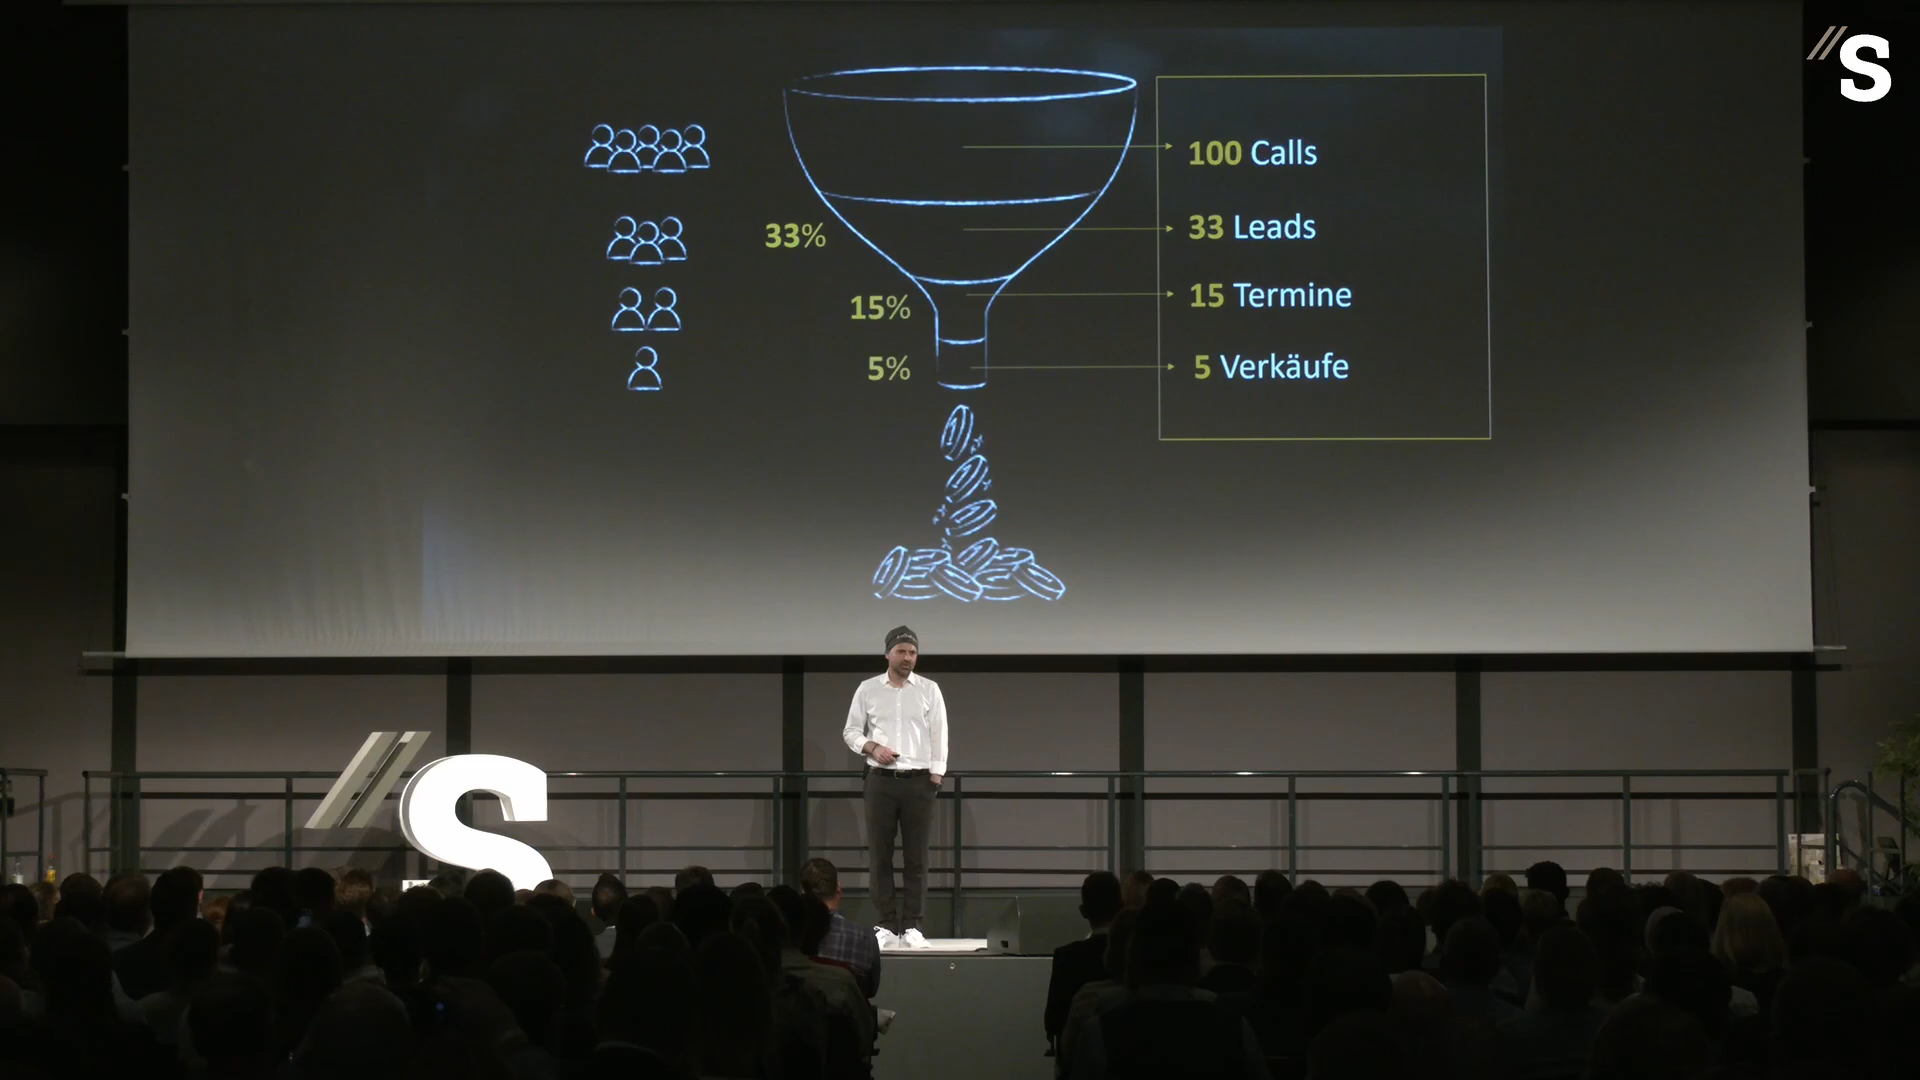 S
100 Calls
33% 33 Leads
15% 15 Termine
5% 5 Verkäufe
S